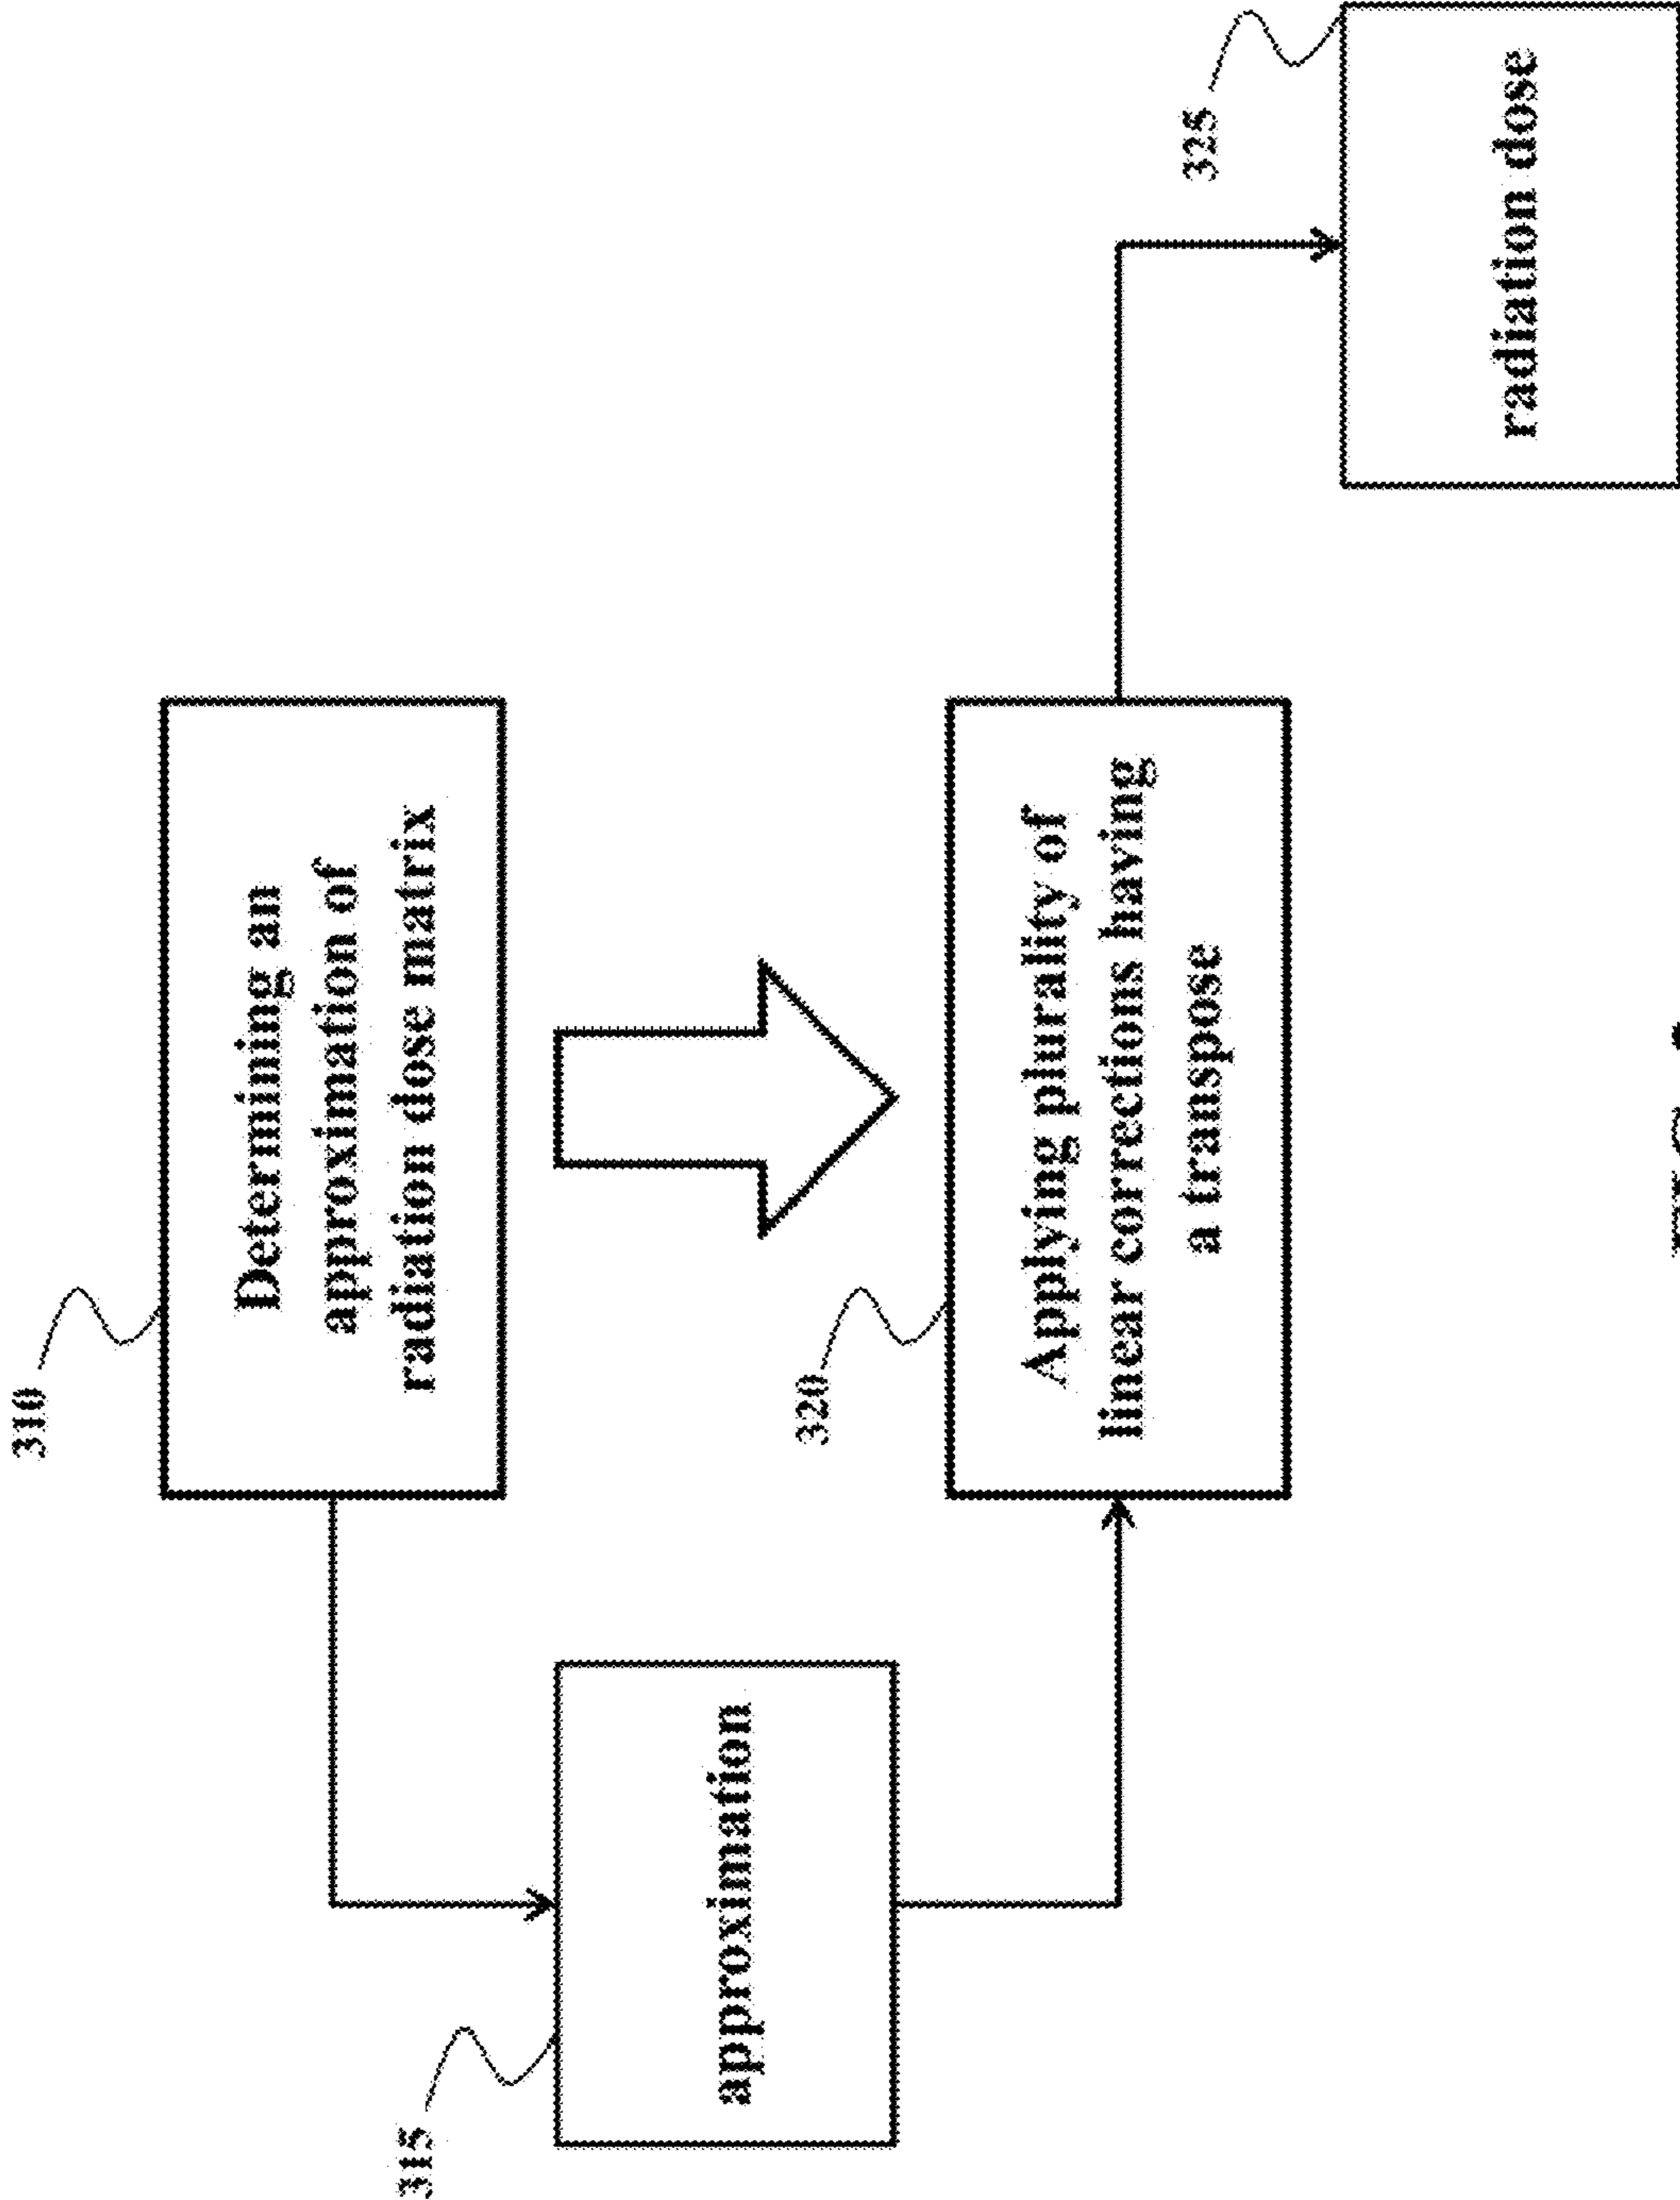 310
Determining an
approximation of
radiation dose matrix
315
approximation
320
Applying plurality of
linear corrections having
a transpose
325
radiation dose